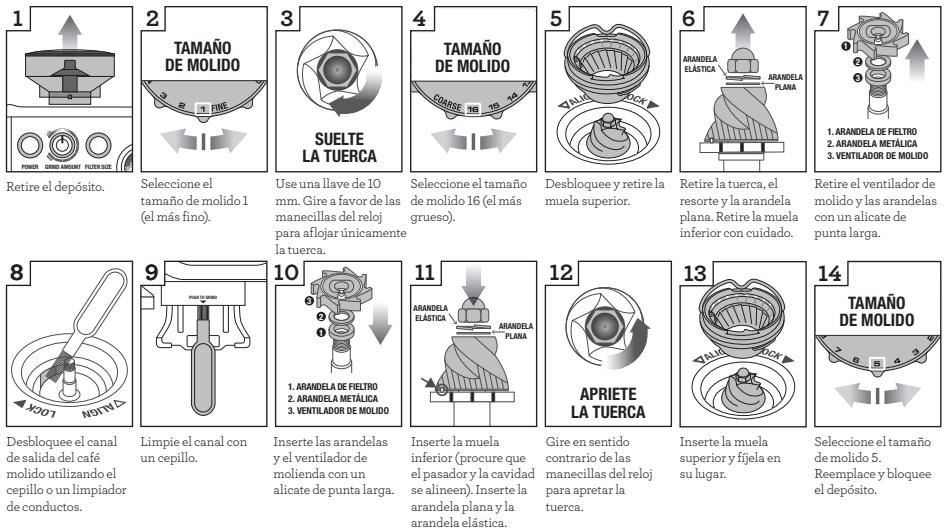 1
POWER GRIND AMOUNT FILTER SIZE
Retire el depósito.
2
TAMAÑO
DE MOLIDO
3 2 1 FINE
Seleccione el
tamaño de molido 1
(el más fino).
3
SUELTE
LA TUERCA
Use una llave de 10
mm. Gire a favor de las
manecillas del reloj
para aflojar únicamente
la tuerca.
4
TAMAÑO
DE MOLIDO
COARSE 16 15 14
Seleccione el tamaño
de molido 16 (el más
grueso).
5
Desbloquee y retire la
muela superior.
6
ARANDELA
ELÁSTICA
ARANDELA
PLANA
Retire la tuerca, el
resorte y la arandela
plana. Retire la muela
inferior con cuidado.
7
1
2
3
1. ARANDELA DE FIELTRO
2. ARANDELA METÁLICA
3. VENTILADOR DE MOLIDO
Retire el ventilador de
molido y las arandelas
con un alicate de
punta larga.
8
LOCK ALIGN
Desbloquee el canal
de salida del café
molido utilizando el
cepillo o un limpiador
de conductos.
9
PUSH TO GRIND
Limpie el canal con
un cepillo.
10
3
2
1
1. ARANDELA DE FIELTRO
2. ARANDELA METÁLICA
3. VENTILADOR DE MOLIDO
Inserte las arandelas
y el ventilador de
molienda con un
alicate de punta larga.
11
ARANDELA
ELÁSTICA
ARANDELA
PLANA
Inserte la muela
inferior (procure que
el pasador y la cavidad
se alineen). Inserte la
arandela plana y la
arandela elástica.
12
APRIETE
LA TUERCA
Gire en sentido
contrario de las
manecillas del reloj
para apretar la
tuerca.
13
Inserte la muela
superior y fíjela en
su lugar.
14
TAMAÑO
DE MOLIDO
7 6 5 4 3
Seleccione el tamaño
de molido 5.
Reemplace y bloquee
el depósito.